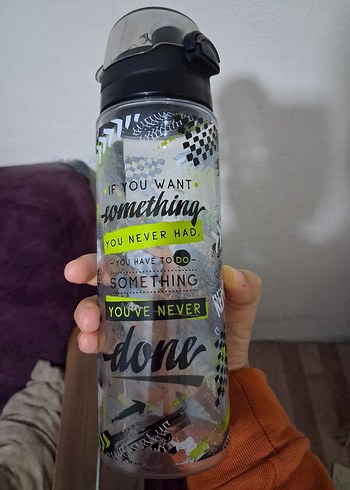 IF YOU WANT
something
YOU NEVER HAD,
YOU HAVE TO DO
SOMETHING
YOU'VE NEVER
done